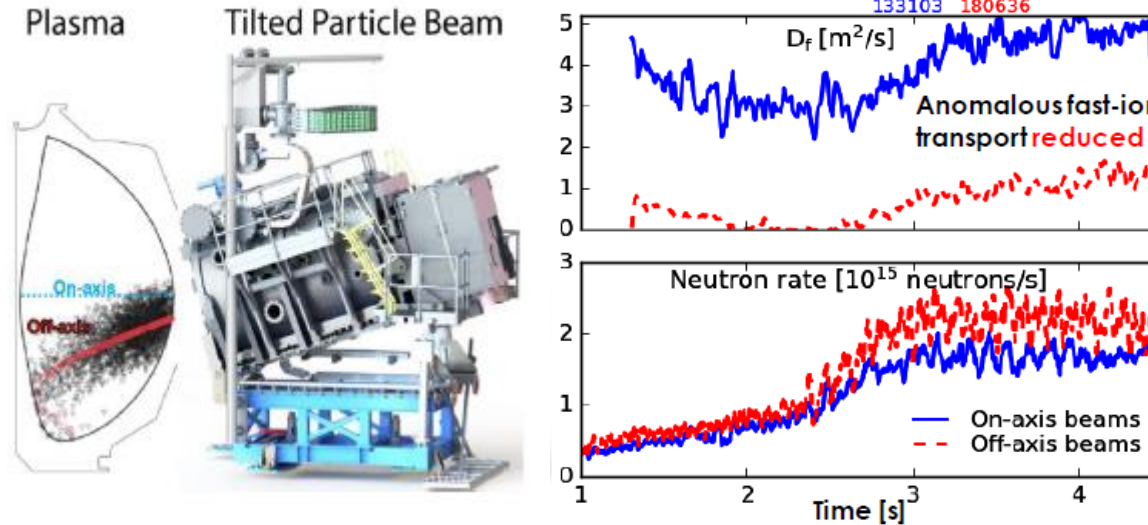 Plasma
Tilted Particle Beam
On-axis
Off-axis
133103 180636
D_f [m²/s]
5
4
3
2
1
0
Anomalous fast-ion
transport reduced
Neutron rate [10¹⁵ neutrons/s]
3
2
1
0
On-axis beams
Off-axis beams
1 2 3 4
Time [s]